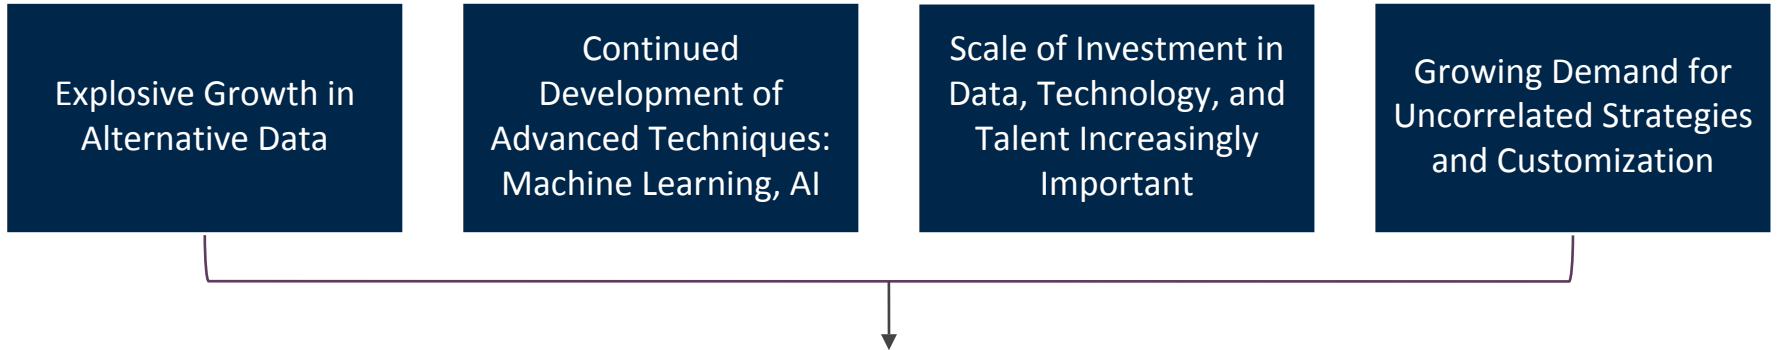 Explosive Growth in
Alternative Data
Continued
Development of
Advanced Techniques:
Machine Learning, AI
Scale of Investment in
Data, Technology, and
Talent Increasingly
Important
Growing Demand for
Uncorrelated Strategies
and Customization